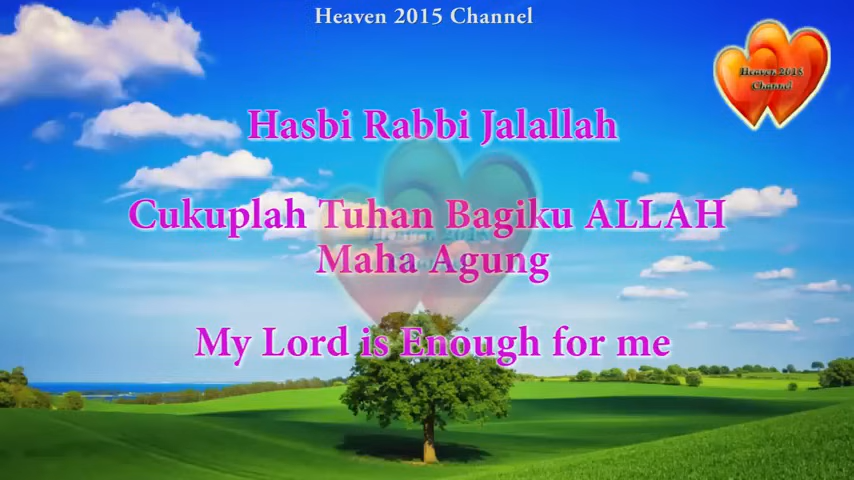 Heaven 2015 Channel
Heaven 2015
Channel
Hasbi Rabbi Jalallah
Cukuplah Tuhan Bagiku ALLAH
Maha Agung
My Lord is Enough for me